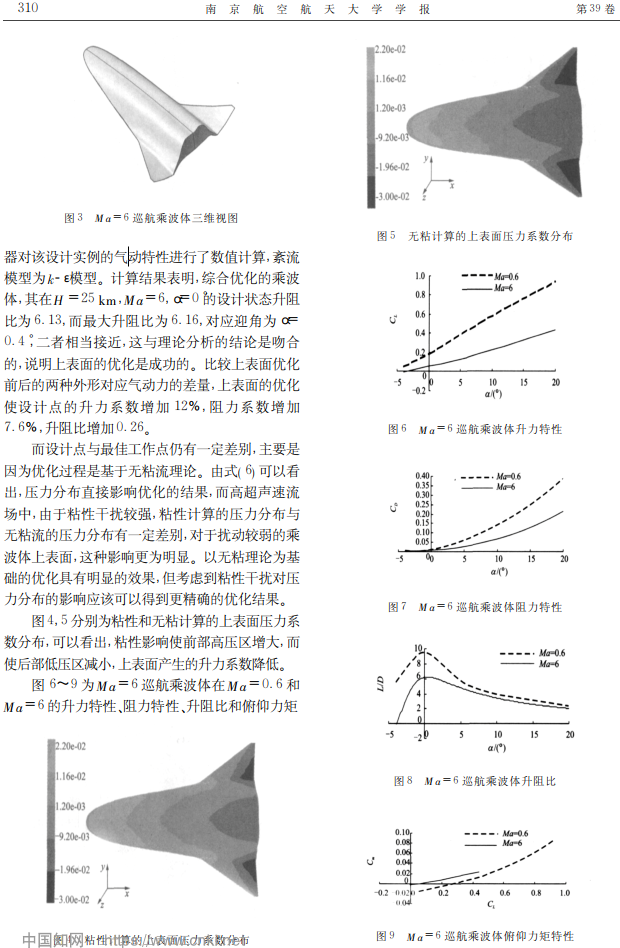 310
南 京 航 空 航 天 大 学 学 报
第 39 卷
图 3 Ma＝6 巡航乘波体三维视图
器对该设计实例的气动特性进行了数值计算，紊流
模型为k-ε模型。计算结果表明，综合优化的乘波
体，其在H＝25 km，Ma＝6，α＝0°的设计状态升阻
比为 6.13，而最大升阻比为 6.16，对应迎角为 α＝
0.4°，二者相当接近，这与理论分析的结论是吻合
的，说明上表面的优化是成功的。比较上表面优化
前后的两种外形对应气动力的差量，上表面的优化
使设计点的升力系数增加 12%，阻力系数增加
7.6%，升阻比增加0.26。
而设计点与最佳工作点仍有一定差别，主要是
因为优化过程是基于无粘流理论。由式(6)可以看
出，压力分布直接影响优化的结果，而高超声速流
场中，由于粘性干扰较强，粘性计算的压力分布与
无粘流的压力分布有一定差别，对于扰动较弱的乘
波体上表面，这种影响更为明显。以无粘理论为基
础的优化具有明显的效果，但考虑到粘性干扰对压
力分布的影响应该可以得到更精确的优化结果。
图 4，5 分别为粘性和无粘计算的上表面压力系
数分布，可以看出，粘性影响使前部高压区增大，而
使后部低压区减小，上表面产生的升力系数降低。
图 6～9 为Ma＝6 巡航乘波体在Ma＝0.6 和
Ma＝6 的升力特性、阻力特性、升阻比和俯仰力矩
2.20e-02
1.16e-02
1.20e-03
-9.20e-03
-1.96e-02
-3.00e-02
y
x
z
粘性计算的上表面压力系数分布
中国知网
2.20e-02
1.16e-02
1.20e-03
-9.20e-03
-1.96e-02
-3.00e-02
y
x
z
图 5 无粘计算的上表面压力系数分布
1.0
0.8
0.6
0.4
0.2
0
-0.2
-5 0 5 10 15 20
α/(°)
Ma=0.6
Ma=6
图 6 Ma＝6 巡航乘波体升力特性
0.40
0.35
0.30
0.25
0.20
0.15
0.10
0.05
-5 0 5 10 15 20
α/(°)
Ma=0.6
Ma=6
图 7 Ma＝6 巡航乘波体阻力特性
L/D
10
8
6
4
2
0
-2
-5 0 5 10 15 20
α/(°)
Ma=0.6
Ma=6
图 8 Ma＝6 巡航乘波体升阻比
0.10
0.08
0.06
0.04
0.02
0
-0.2 0.2 0.4 0.6 0.8 1.0
Ma=0.6
Ma=6
图 9 Ma＝6 巡航乘波体俯仰力矩特性